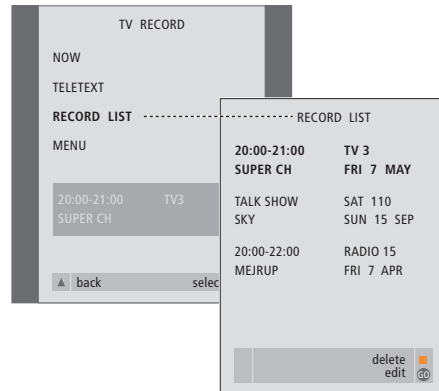 TV RECORD
NOW
TELETEXT
RECORD LIST
MENU
20:00-21:00 TV3
SUPER CH
back selec
RECORD LIST
20:00-21:00 TV 3
SUPER CH FRI 7 MAY
TALK SHOW SAT 110
SKY SUN 15 SEP
20:00-22:00 RADIO 15
MEJRUP FRI 7 APR
delete
edit GO